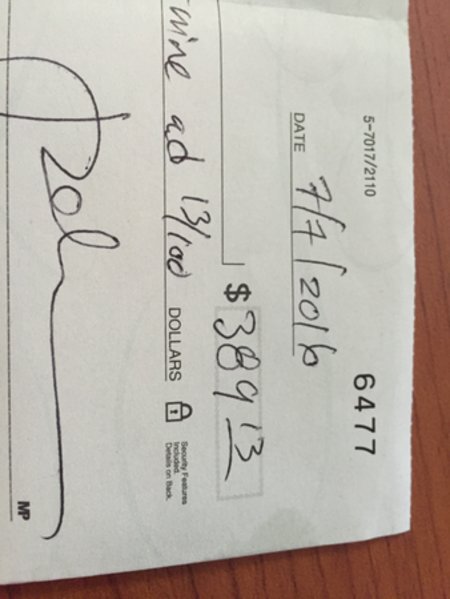 6477
5-7017/2110
DATE 7/7/2016
$ 389 13
nine ad 13/100 DOLLARS
Security Features
Included.
Details on Back.
MP